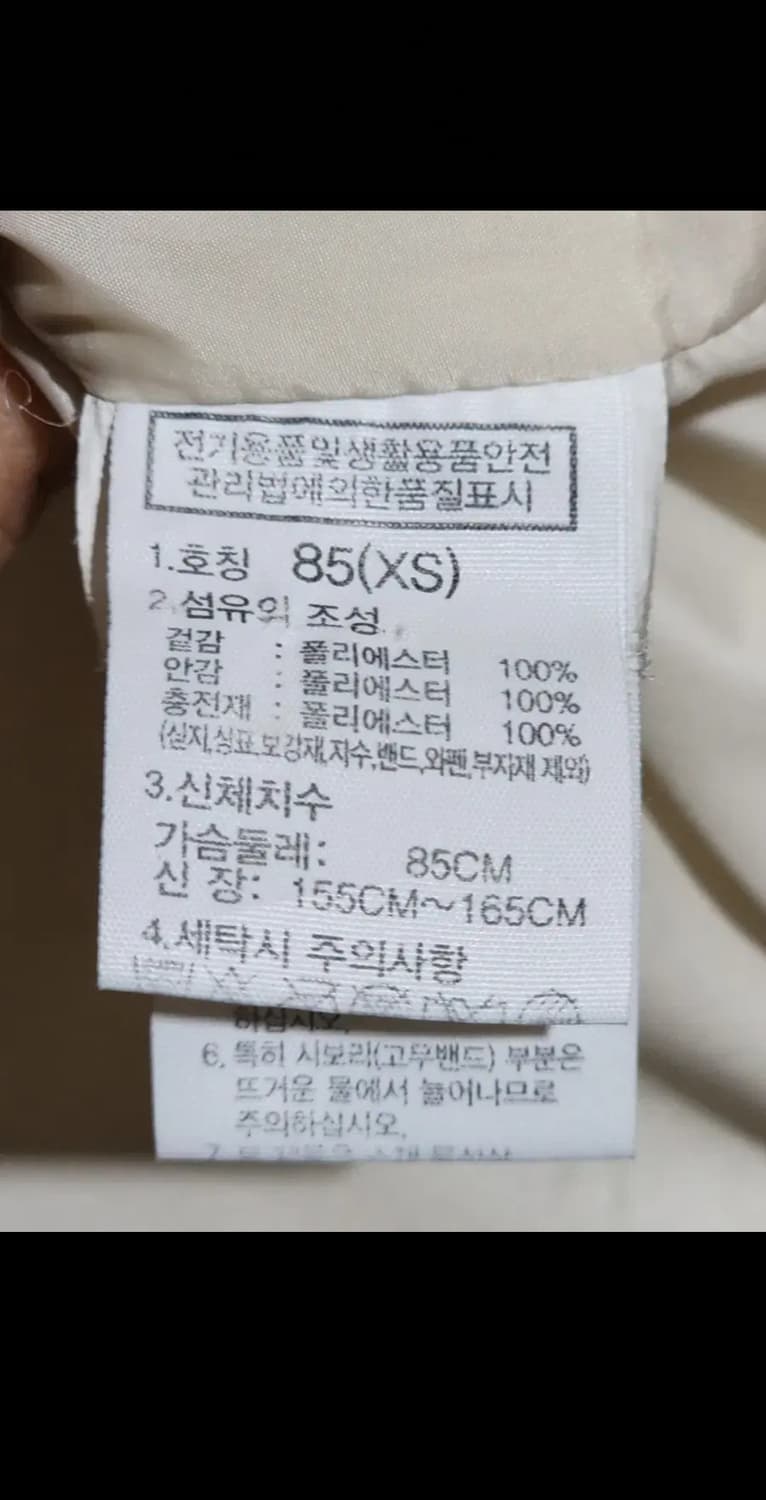 전기용품및생활용품안전
관리법에의한품질표시
1.호칭 85(XS)
2.섬유의 조성
겉감 : 폴리에스터 100%
안감 : 폴리에스터 100%
충전재 : 폴리에스터 100%
(심지,심표,보강재,자수,밴드,와펜,부자재 제외)
3.신체치수
가슴둘레: 85CM
신 장: 155CM~165CM
4.세탁시 주의사항
하십시오.
6. 특히 시보리(고무밴드) 부분은
뜨거운 물에서 늘어나므로
주의하십시오.
7.